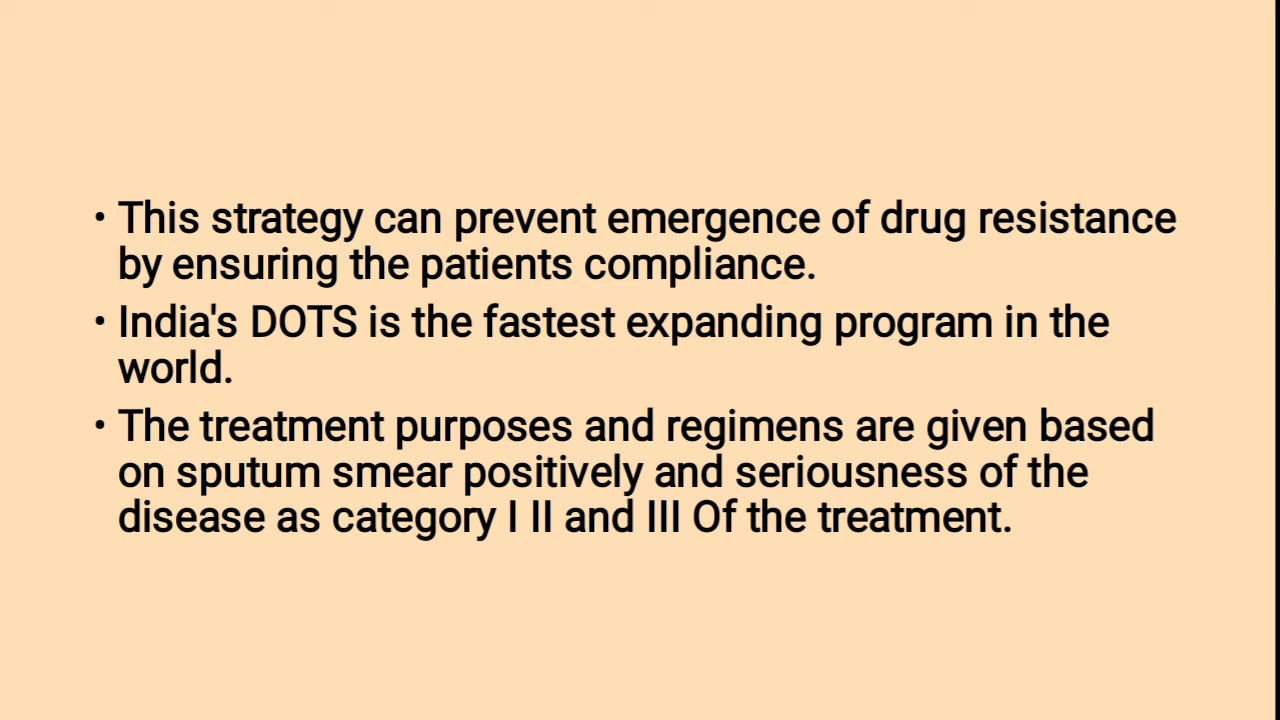 • This strategy can prevent emergence of drug resistance
by ensuring the patients compliance.
• India's DOTS is the fastest expanding program in the
world.
• The treatment purposes and regimens are given based
on sputum smear positively and seriousness of the
disease as category I II and III Of the treatment.